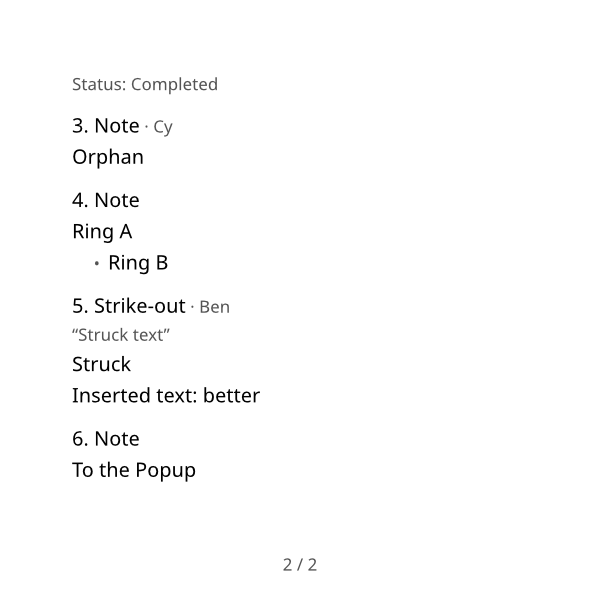 Status: Completed
3. Note · Cy
Orphan
4. Note
Ring A
• Ring B
5. Strike-out · Ben
“Struck text”
Struck
Inserted text: better
6. Note
To the Popup
2 / 2